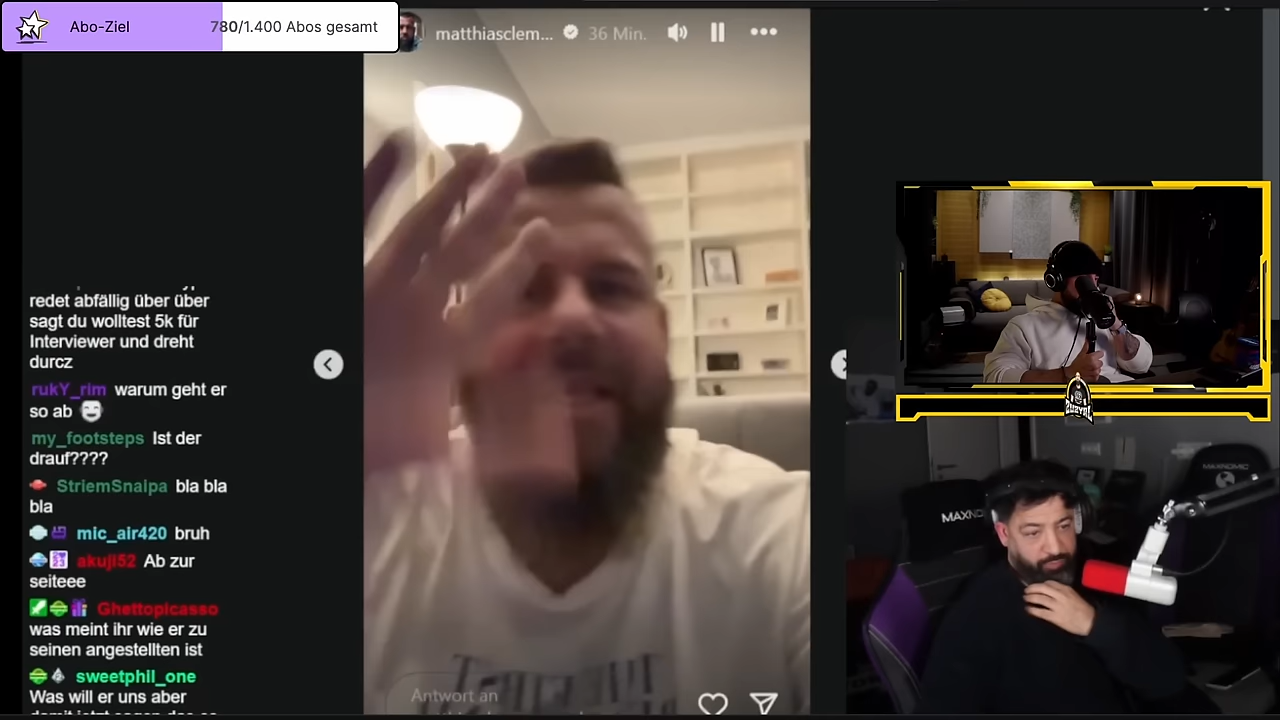 Abo-Ziel
780/1.400 Abos gesamt
matthiasclem...
36 Min.
redet abfällig über über
sagt du wolltest 5k für
Interviewer und dreht
durcz
rukY_rim warum geht er
so ab
my_footsteps Ist der
drauf????
StriemSnaipa bla bla
bla
mic_air420 bruh
akuji52 Ab zur
seiteee
Ghettopicasso
was meint ihr wie er zu
seinen angestellten ist
sweetphil_one
Was will er uns aber
Antwort an
MAXNOMIC